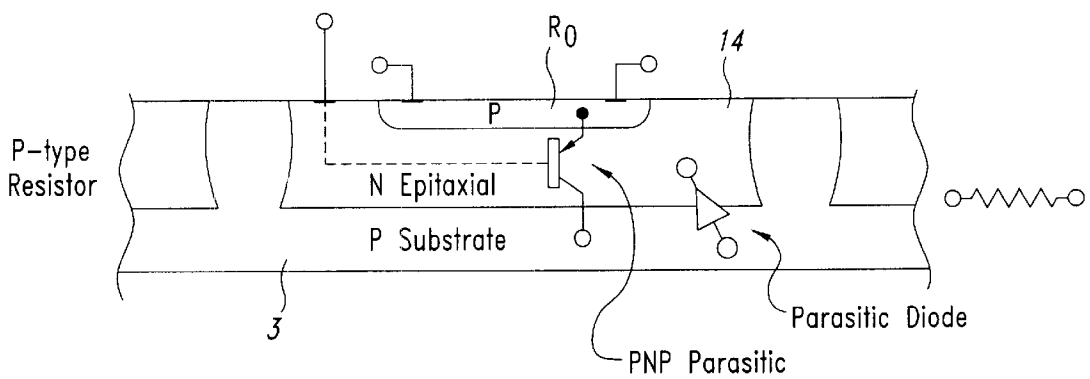 R0
14
P
P-type
Resistor
N Epitaxial
P Substrate
3
Parasitic Diode
PNP Parasitic